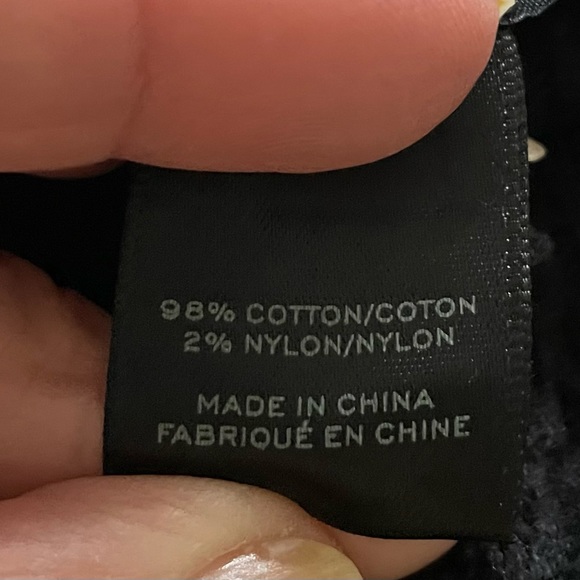 98% COTTON/COTON
2% NYLON/NYLON
MADE IN CHINA
FABRIQUÉ EN CHINE